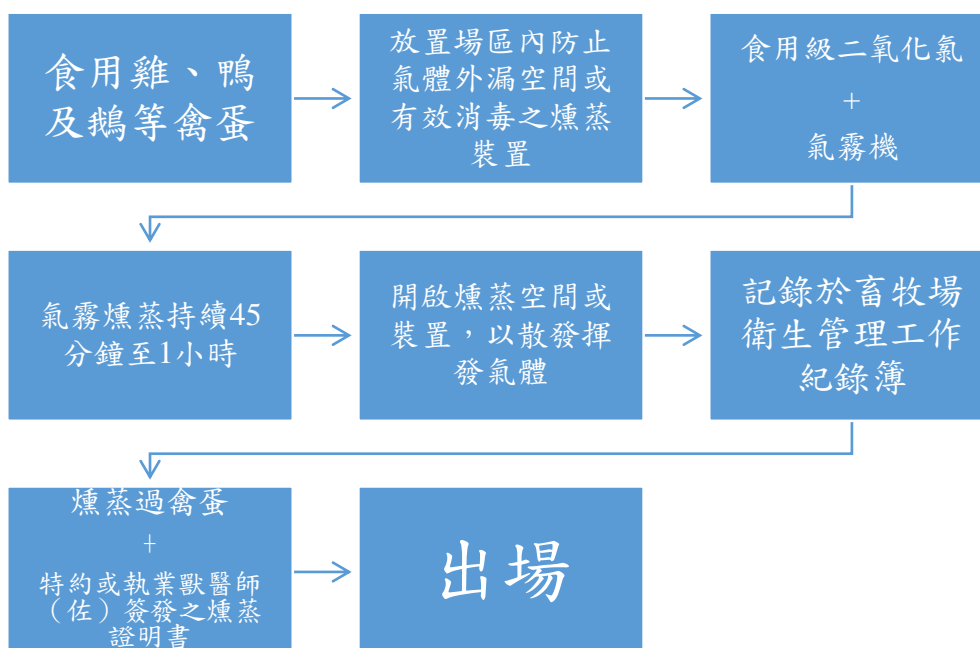 食用雞、鴨
及鵝等禽蛋
放置場區內防止
氣體外漏空間或
有效消毒之燻蒸
裝置
食用級二氧化氯
+
氣霧機
氣霧燻蒸持續45
分鐘至1小時
開啟燻蒸空間或
裝置，以散發揮
發氣體
記錄於畜牧場
衛生管理工作
紀錄簿
燻蒸過禽蛋
+
特約或執業獸醫師
（佐）簽發之燻蒸
證明書
出場